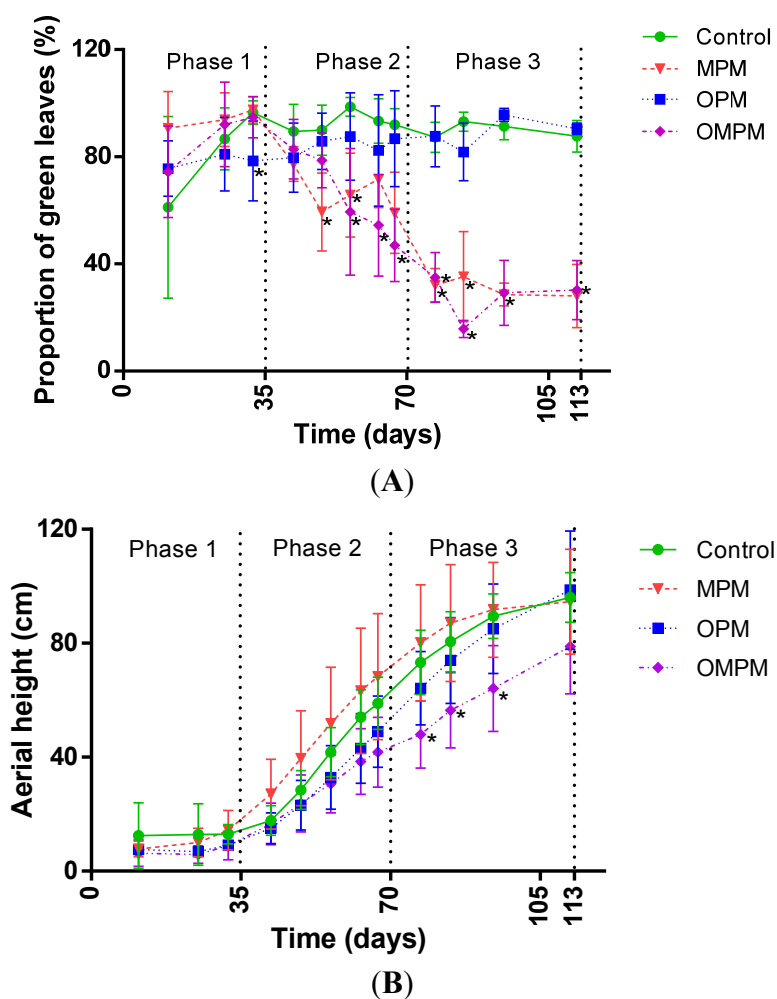 Proportion of green leaves (%)
120
80
40
0
Phase 1
Phase 2
Phase 3
* * * * * * * * * * * *
0
35
70
105
113
Time (days)
Control
MPM
OPM
OMPM
(A)
Aerial height (cm)
120
80
40
0
Phase 1
Phase 2
Phase 3
* * *
0
35
70
105
113
Time (days)
Control
MPM
OPM
OMPM
(B)